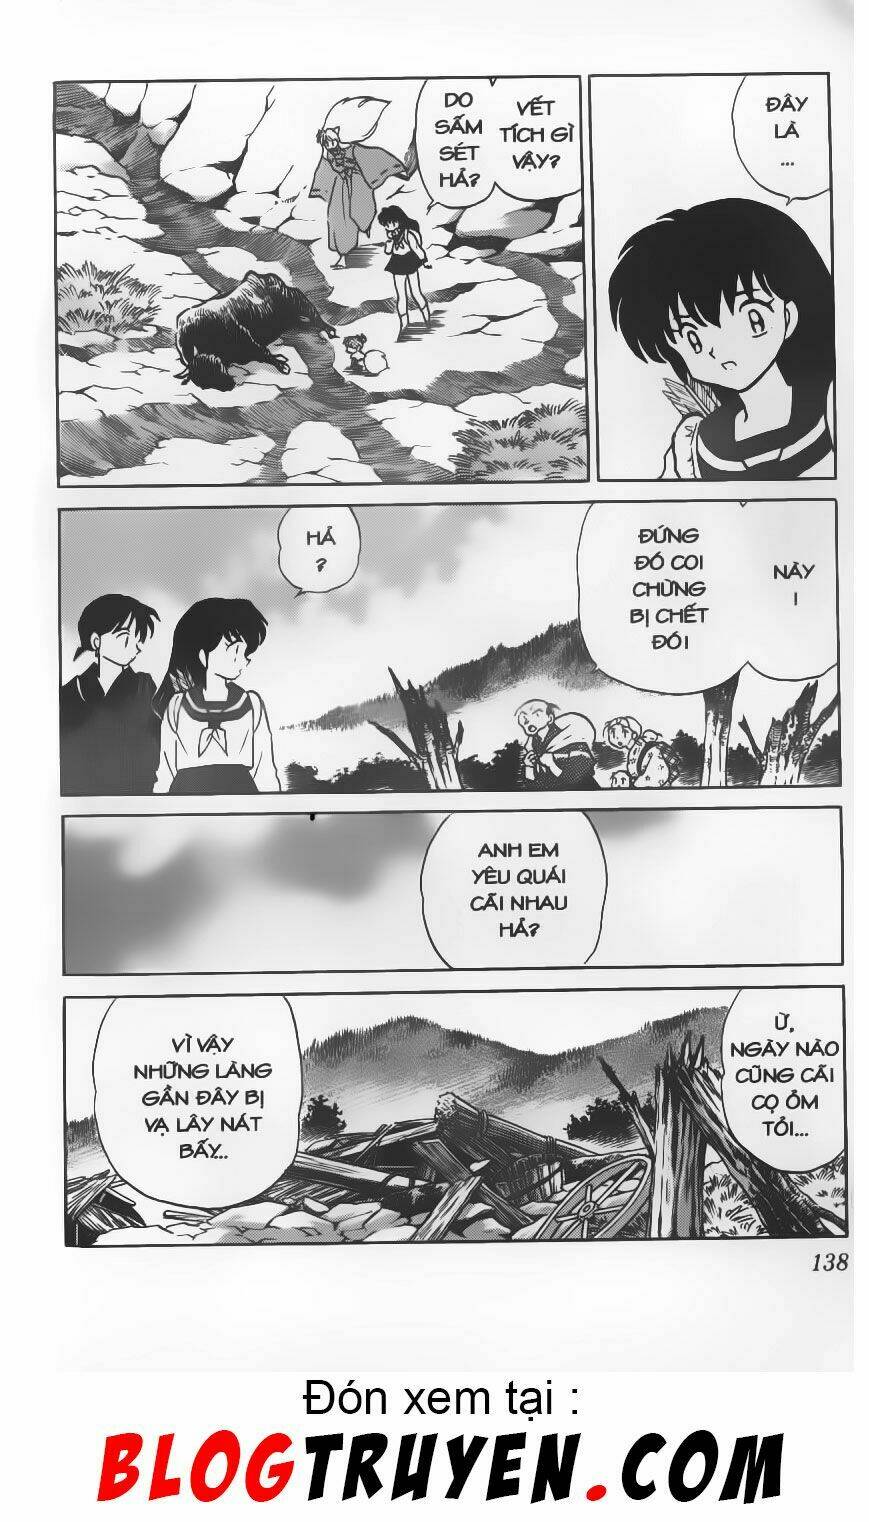 ĐÂY
LÀ
...
VẾT
TÍCH GÌ
VẬY?
DO
SẤM
SÉT
HẢ?
NÀY
!
ĐỨNG
ĐÓ COI
CHỪNG
BỊ CHẾT
ĐÓ!
HẢ
?
ANH EM
YÊU QUÁI
CÃI NHAU
HẢ?
Ừ,
NGÀY NÀO
CŨNG CÃI
CỌ ỎM
TỎI...
VÌ VẬY
NHỮNG LÀNG
GẦN ĐÂY BỊ
VẠ LÂY NÁT
BẤY...
138
Đón xem tại :
BLOGTRUYEN.COM